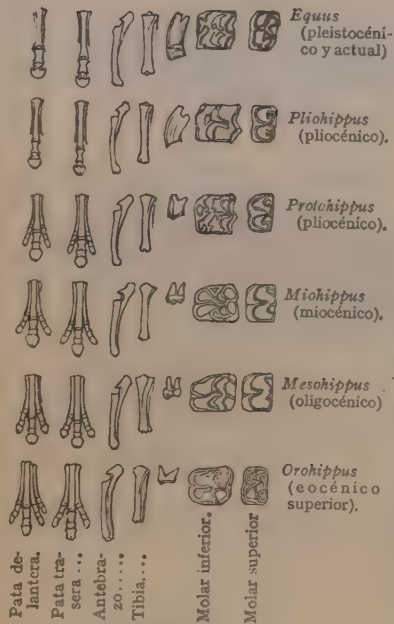 Equus
(pleistocéni-
co y actual)
Pliohippus
(pliocénico).
Protohippus
(pliocénico).
Miohippus
(miocénico).
Mesohippus
(oligocénico)
Orohippus
(eocénico
superior).
Pata de-
lantera.
Pata tra-
sera ...
Antebra-
zo.....
Tibia....
Molar inferior.
Molar superior